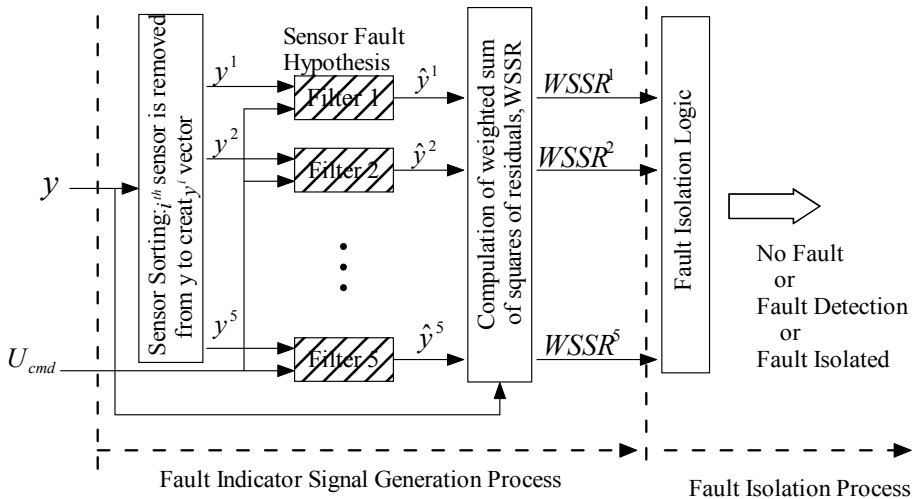 Sensor Sorting:i^th sensor is removed
from y to creat y^i vector
Sensor Fault
Hypothesis
y^1
Filter 1
ŷ^1
y^2
Filter 2
ŷ^2
y
y^5
Filter 5
ŷ^5
U_cmd
Compulation of weighted sum
of squares of residuals, WSSR
WSSR^1
WSSR^2
WSSR^5
Fault Isolation Logic
No Fault
or
Fault Detection
or
Fault Isolated
Fault Indicator Signal Generation Process
Fault Isolation Process